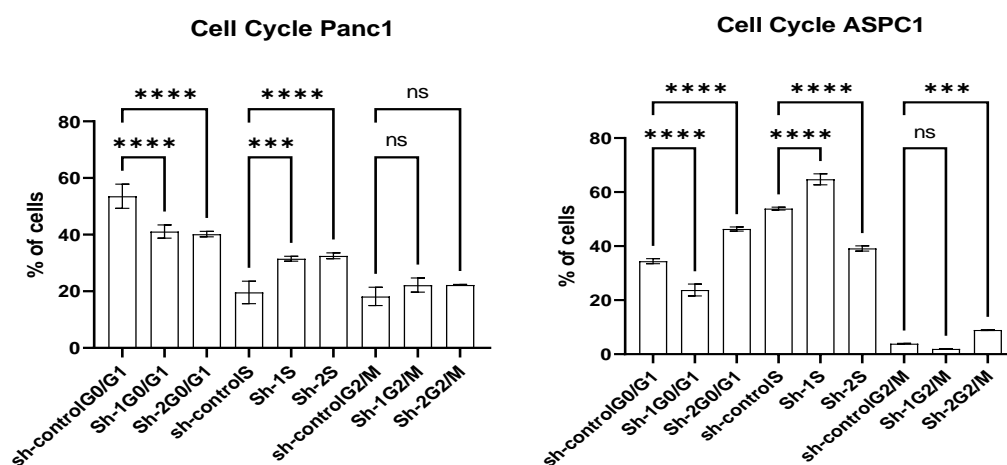 Cell Cycle Panc1
ns
**** ****
**** *** ns
80
60
40
20
0
% of cells
sh-controlG0/G1
Sh-1G0/G1
Sh-2G0/G1
sh-controlS
Sh-1S
Sh-2S
sh-controlG2/M
Sh-1G2/M
Sh-2G2/M
Cell Cycle ASPC1
**** **** ***
**** **** ns
80
60
40
20
0
% of cells
sh-controlG0/G1
Sh-1G0/G1
Sh-2G0/G1
sh-controlS
Sh-1S
Sh-2S
sh-controlG2/M
Sh-1G2/M
Sh-2G2/M